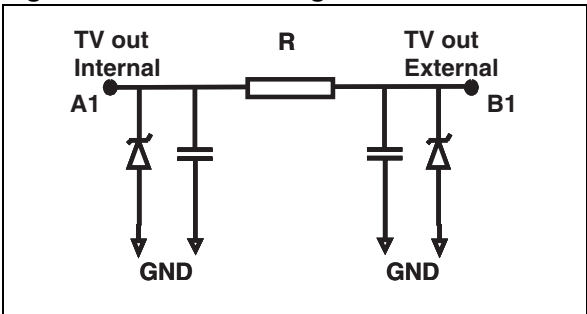 TV out
Internal
A1
R
TV out
External
B1
GND
GND